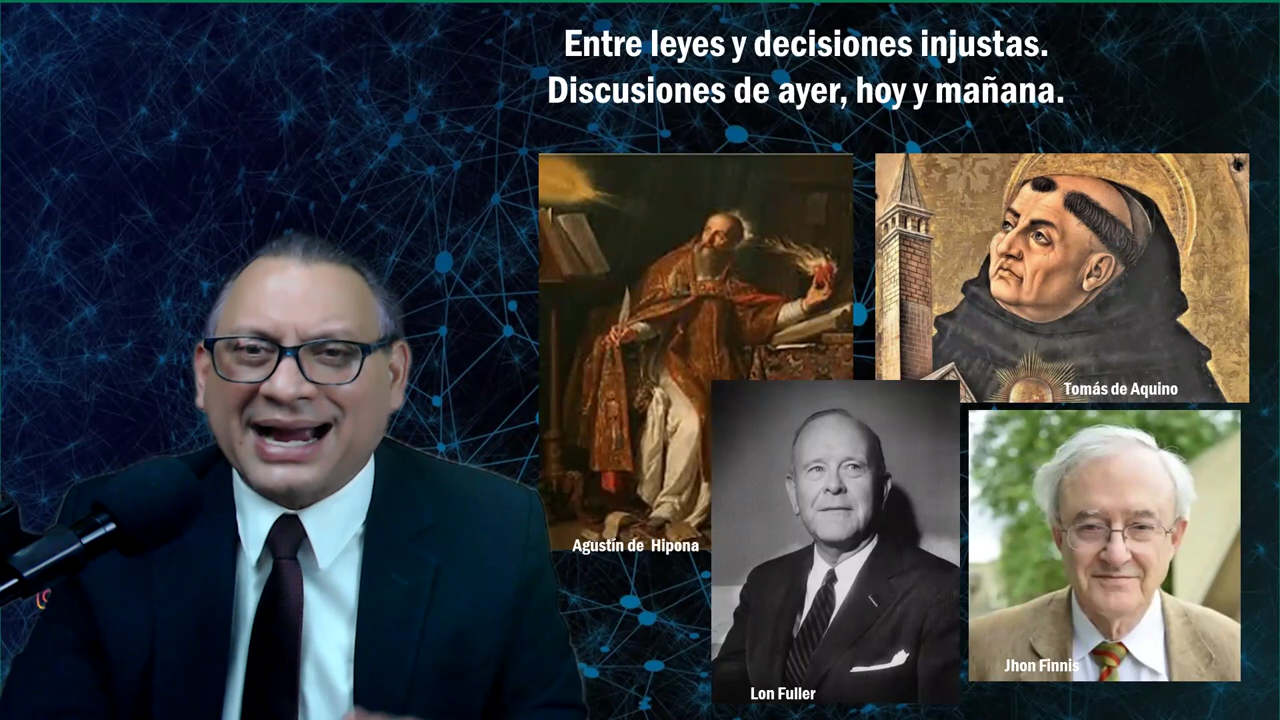 Entre leyes y decisiones injustas.
Discusiones de ayer, hoy y mañana.
Tomás de Aquino
Agustín de Hipona
Jhon Finnis
Lon Fuller